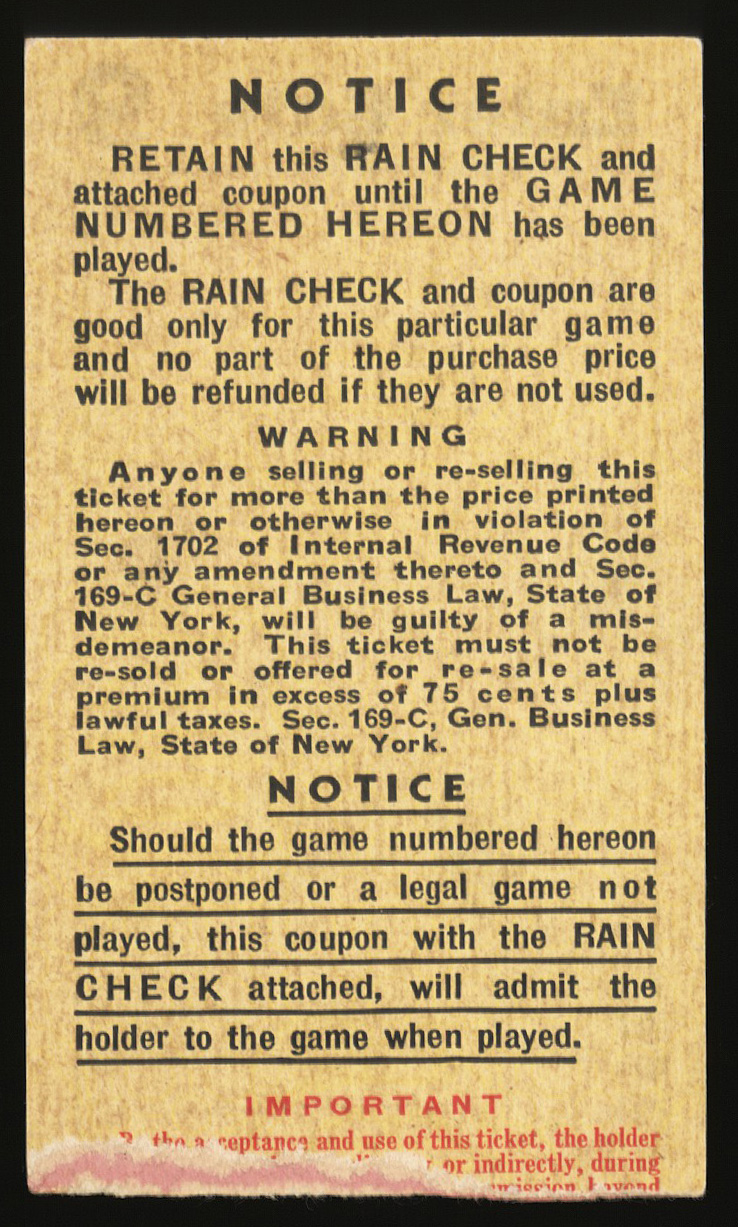 NOTICE
RETAIN this RAIN CHECK and
attached coupon until the GAME
NUMBERED HEREON has been
played.
The RAIN CHECK and coupon are
good only for this particular game
and no part of the purchase price
will be refunded if they are not used.
WARNING
Anyone selling or re-selling this
ticket for more than the price printed
hereon or otherwise in violation of
Sec. 1702 of Internal Revenue Code
or any amendment thereto and Sec.
169-C General Business Law, State of
New York, will be guilty of a mis-
demeanor. This ticket must not be
re-sold or offered for re-sale at a
premium in excess of 75 cents plus
lawful taxes. Sec. 169-C, Gen. Business
Law, State of New York.
NOTICE
Should the game numbered hereon
be postponed or a legal game not
played, this coupon with the RAIN
CHECK attached, will admit the
holder to the game when played.
IMPORTANT
the acceptance and use of this ticket, the holder
or indirectly, during